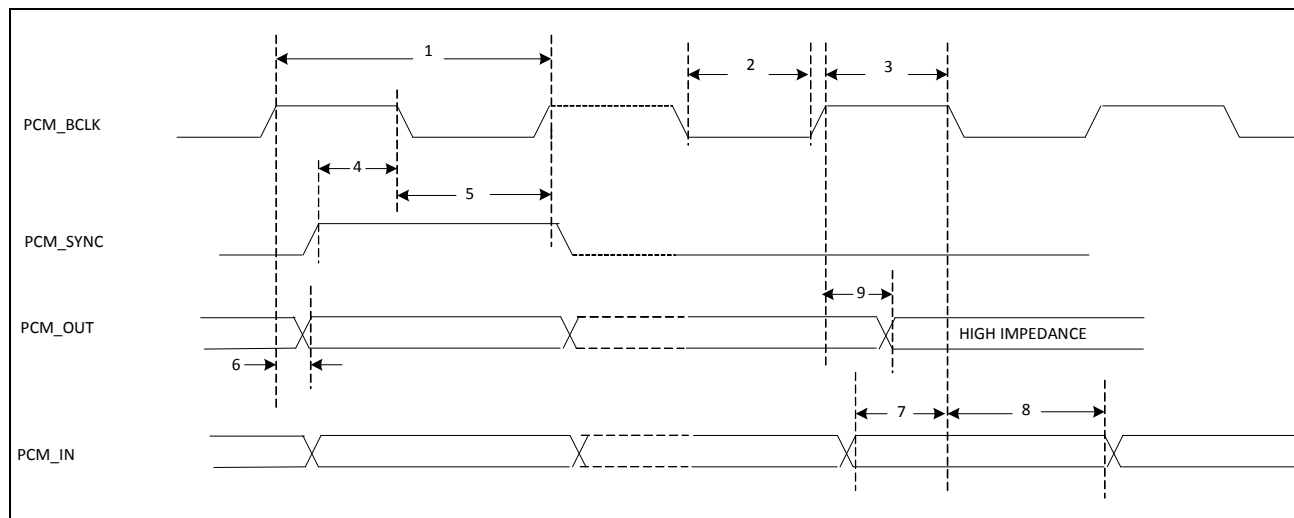 1
2
3
PCM_BCLK
4
5
PCM_SYNC
9
PCM_OUT
HIGH IMPEDANCE
6
7
8
PCM_IN